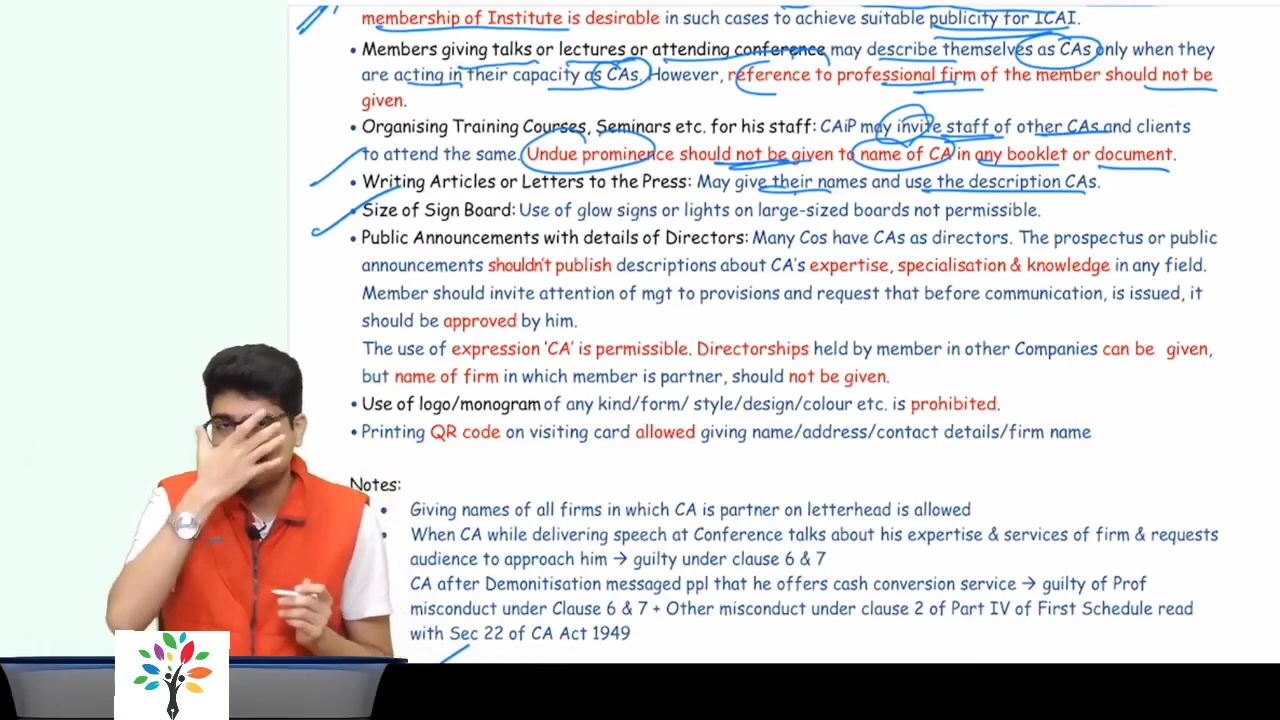 membership of Institute is desirable in such cases to achieve suitable publicity for ICAI.
• Members giving talks or lectures or attending conference may describe themselves as CAs only when they
are acting in their capacity as CAs. However, reference to professional firm of the member should not be
given.
• Organising Training Courses, Seminars etc. for his staff: CAiP may invite staff of other CAs and clients
to attend the same. Undue prominence should not be given to name of CA in any booklet or document.
• Writing Articles or Letters to the Press: May give their names and use the description CAs.
• Size of Sign Board: Use of glow signs or lights on large-sized boards not permissible.
• Public Announcements with details of Directors: Many Cos have CAs as directors. The prospectus or public
announcements shouldn't publish descriptions about CA's expertise, specialisation & knowledge in any field.
Member should invite attention of mgt to provisions and request that before communication, is issued, it
should be approved by him.
The use of expression 'CA' is permissible. Directorships held by member in other Companies can be given,
but name of firm in which member is partner, should not be given.
• Use of logo/monogram of any kind/form/ style/design/colour etc. is prohibited.
• Printing QR code on visiting card allowed giving name/address/contact details/firm name
Notes:
• Giving names of all firms in which CA is partner on letterhead is allowed
• When CA while delivering speech at Conference talks about his expertise & services of firm & requests
audience to approach him → guilty under clause 6 & 7
CA after Demonitisation messaged ppl that he offers cash conversion service → guilty of Prof
misconduct under Clause 6 & 7 + Other misconduct under clause 2 of Part IV of First Schedule read
with Sec 22 of CA Act 1949